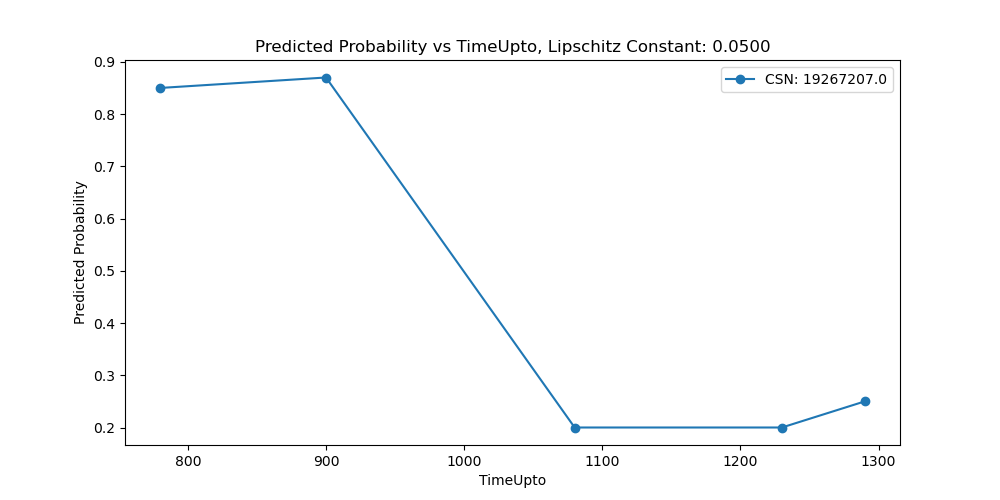 Predicted Probability vs TimeUpto, Lipschitz Constant: 0.0500
CSN: 19267207.0
Predicted Probability
0.9
0.8
0.7
0.6
0.5
0.4
0.3
0.2
800 900 1000 1100 1200 1300
TimeUpto